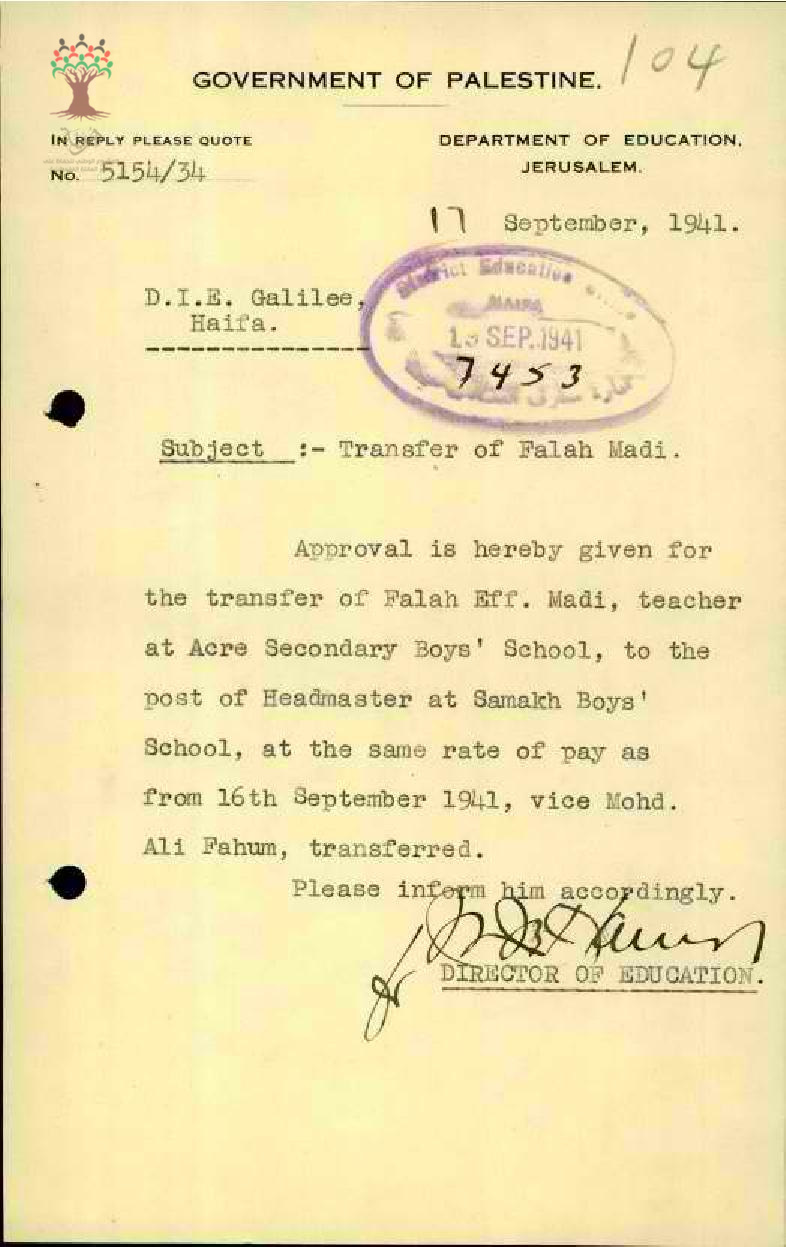 104
GOVERNMENT OF PALESTINE.
IN REPLY PLEASE QUOTE
No. 5154/34
DEPARTMENT OF EDUCATION,
JERUSALEM.
17 September, 1941.
D.I.E. Galilee,
Haifa.
District Education
HAIFA
SEP. 1941
7453
Subject :- Transfer of Falah Madi.
Approval is hereby given for
the transfer of Falah Eff. Madi, teacher
at Acre Secondary Boys' School, to the
post of Headmaster at Samakh Boys'
School, at the same rate of pay as
from 16th September 1941, vice Mohd.
Ali Fahum, transferred.
Please inform him accordingly.
for
DIRECTOR OF EDUCATION.